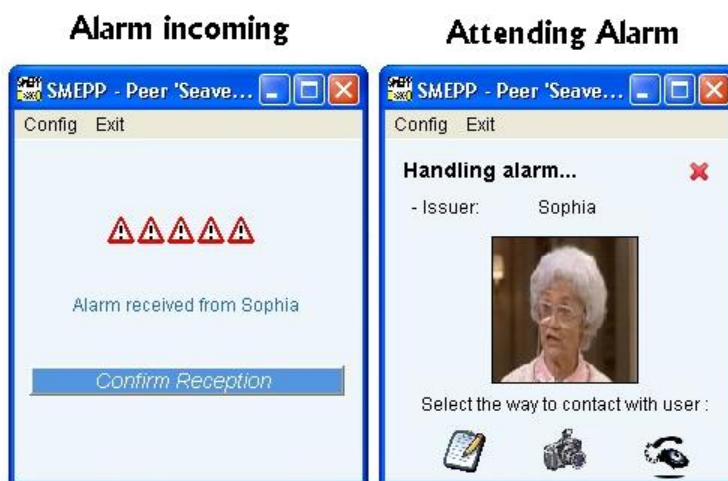 Alarm incoming
SMEPP - Peer 'Seave...
Config Exit
Alarm received from Sophia
Confirm Reception
Attending Alarm
SMEPP - Peer 'Seave...
Config Exit
Handling alarm...
- Issuer: Sophia
Select the way to contact with user :